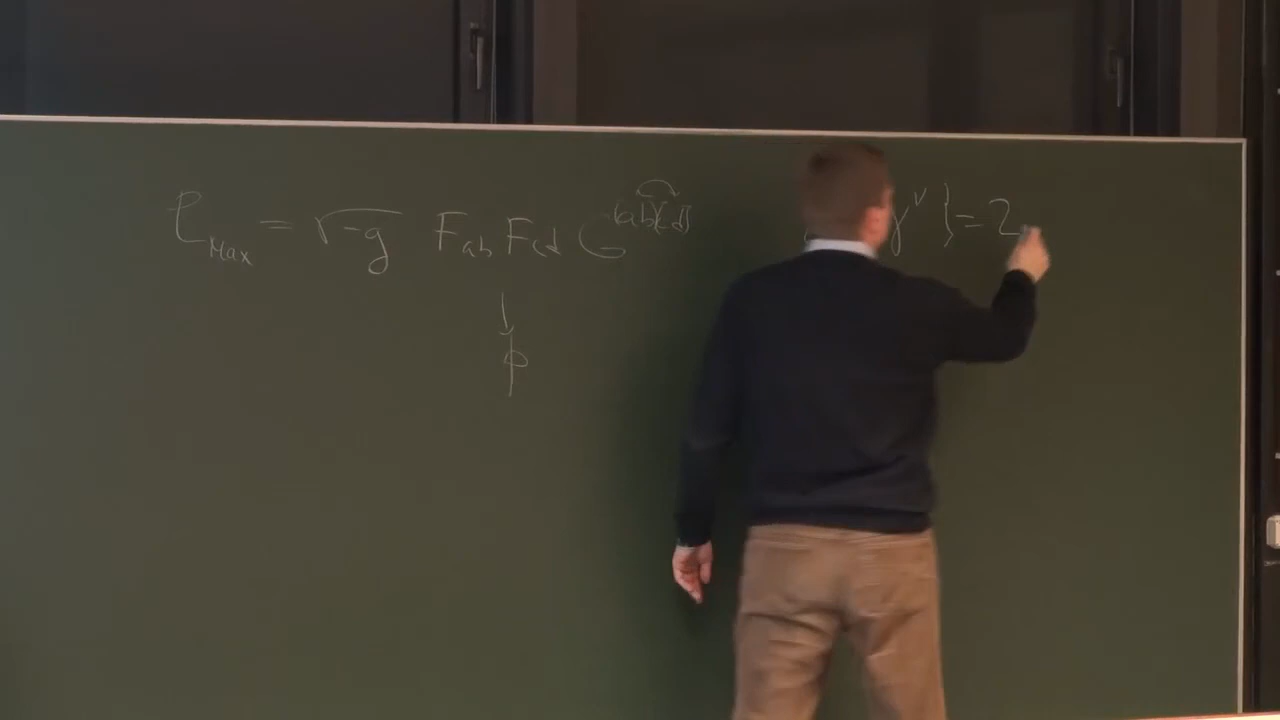 ℒ_Max = √-g F_ab F_cd G^[ab][cd] γ^ν } = 2
↓
φ